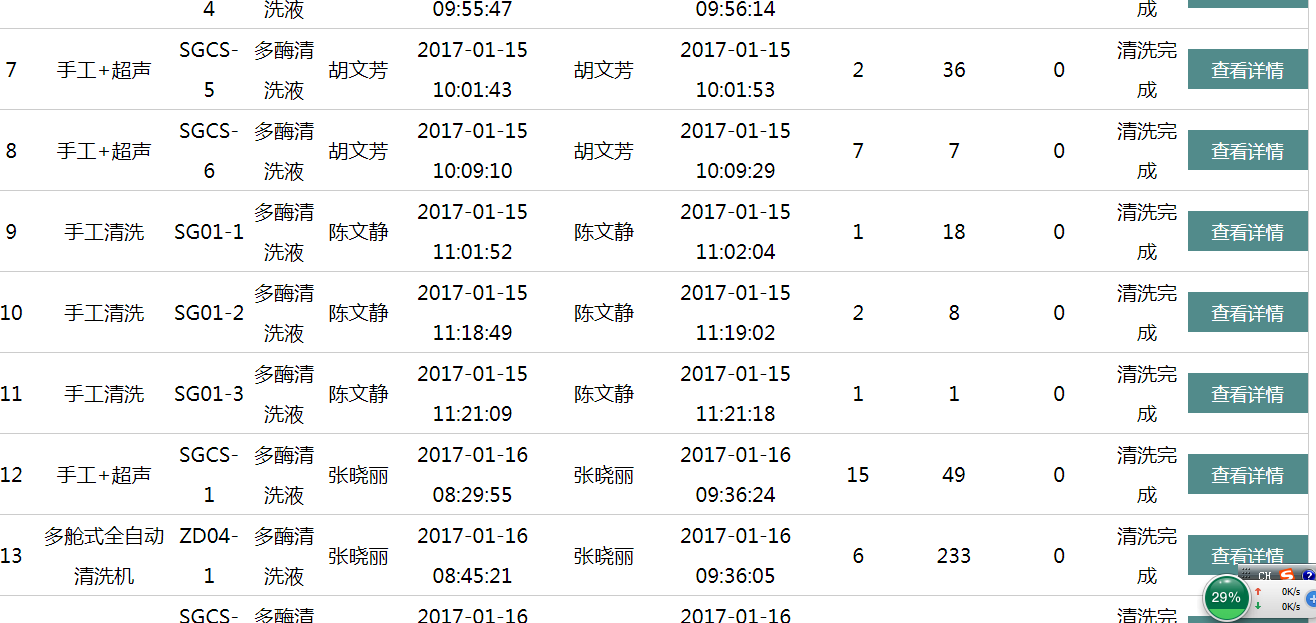 4 洗液 09:55:47 09:56:14 成
SGCS- 多酶清 2017-01-15 2017-01-15 清洗完
7 手工+超声 胡文芳 胡文芳 2 36 0 查看详情
5 洗液 10:01:43 10:01:53 成
SGCS- 多酶清 2017-01-15 2017-01-15 清洗完
8 手工+超声 胡文芳 胡文芳 7 7 0 查看详情
6 洗液 10:09:10 10:09:29 成
多酶清 2017-01-15 2017-01-15 清洗完
9 手工清洗 SG01-1 陈文静 陈文静 1 18 0 查看详情
洗液 11:01:52 11:02:04 成
多酶清 2017-01-15 2017-01-15 清洗完
10 手工清洗 SG01-2 陈文静 陈文静 2 8 0 查看详情
洗液 11:18:49 11:19:02 成
多酶清 2017-01-15 2017-01-15 清洗完
11 手工清洗 SG01-3 陈文静 陈文静 1 1 0 查看详情
洗液 11:21:09 11:21:18 成
SGCS- 多酶清 2017-01-16 2017-01-16 清洗完
12 手工+超声 张晓丽 张晓丽 15 49 0 查看详情
1 洗液 08:29:55 09:36:24 成
多舱式全自动 ZD04- 多酶清 2017-01-16 2017-01-16 清洗完
13 张晓丽 张晓丽 6 233 0 查看详情
清洗机 1 洗液 08:45:21 09:36:05 成
CH S ?
29% 0K/s
0K/s
SGCS- 多酶清 2017-01-16 2017-01-16 清洗完